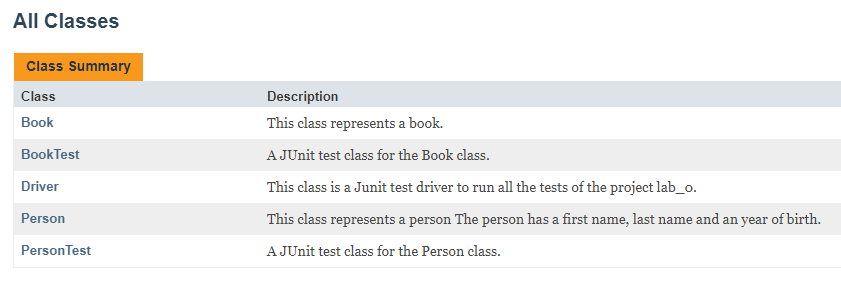 All Classes
Class Summary
Class Description
Book This class represents a book.
BookTest A JUnit test class for the Book class.
Driver This class is a Junit test driver to run all the tests of the project lab_0.
Person This class represents a person The person has a first name, last name and an year of birth.
PersonTest A JUnit test class for the Person class.